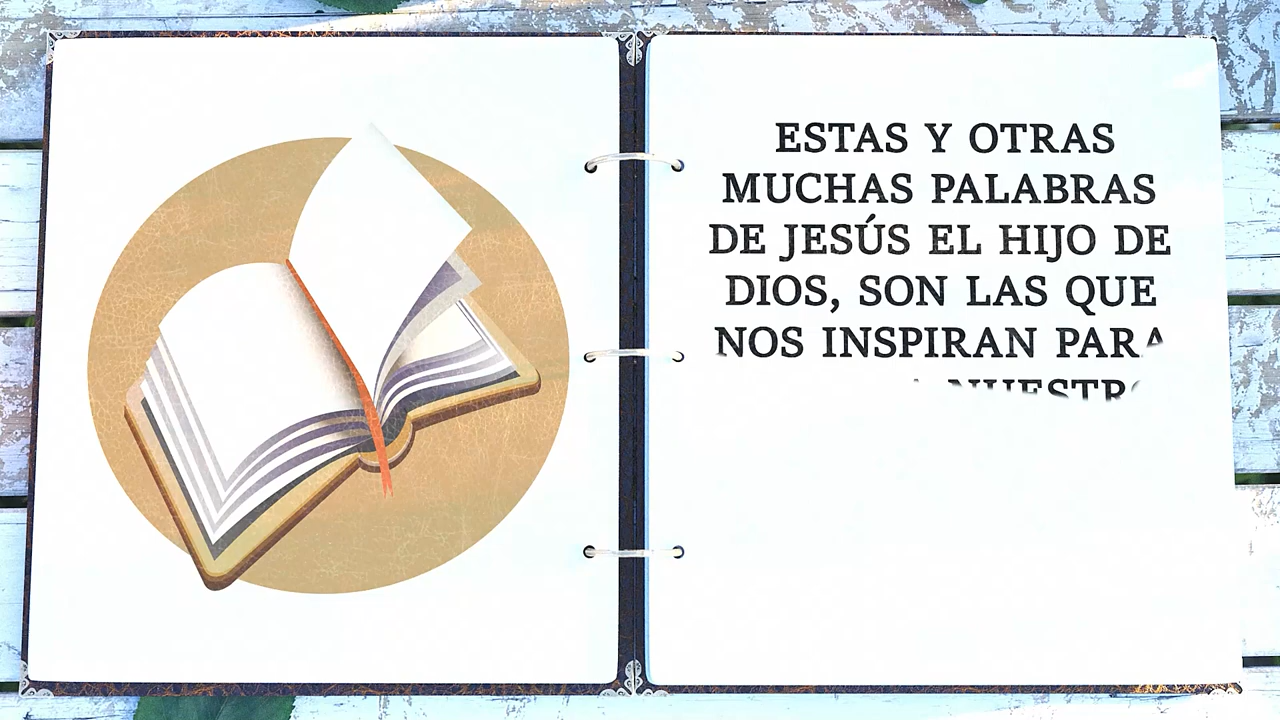 ESTAS Y OTRAS
MUCHAS PALABRAS
DE JESÚS EL HIJO DE
DIOS, SON LAS QUE
NOS INSPIRAN PARA